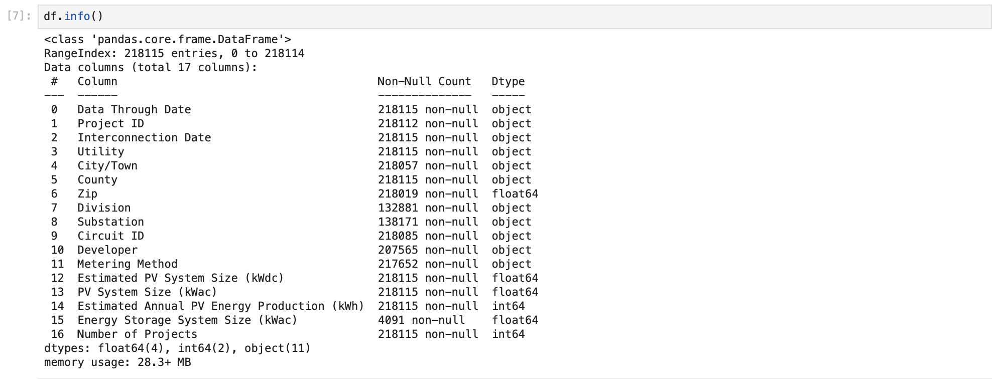 [7]: df.info()
<class 'pandas.core.frame.DataFrame'>
RangeIndex: 218115 entries, 0 to 218114
Data columns (total 17 columns):
 #   Column                                       Non-Null Count   Dtype
---  ------                                       --------------   -----
 0   Data Through Date                            218115 non-null  object
 1   Project ID                                   218112 non-null  object
 2   Interconnection Date                         218115 non-null  object
 3   Utility                                      218115 non-null  object
 4   City/Town                                    218057 non-null  object
 5   County                                       218115 non-null  object
 6   Zip                                          218019 non-null  float64
 7   Division                                     132881 non-null  object
 8   Substation                                   138171 non-null  object
 9   Circuit ID                                   218085 non-null  object
 10  Developer                                    207565 non-null  object
 11  Metering Method                              217652 non-null  object
 12  Estimated PV System Size (kWdc)              218115 non-null  float64
 13  PV System Size (kWac)                        218115 non-null  float64
 14  Estimated Annual PV Energy Production (kWh)  218115 non-null  int64
 15  Energy Storage System Size (kWac)            4091 non-null    float64
 16  Number of Projects                           218115 non-null  int64
dtypes: float64(4), int64(2), object(11)
memory usage: 28.3+ MB